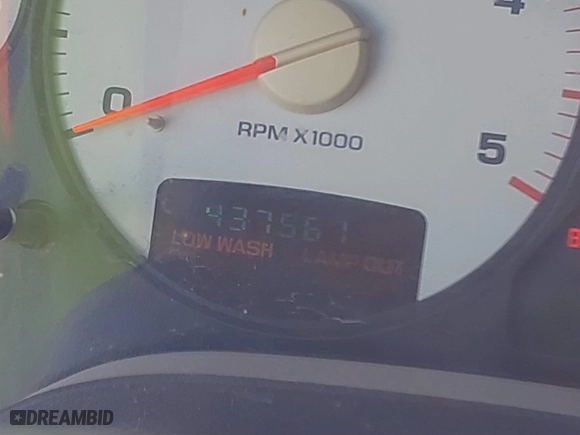 4
0
RPM X1000
5
437561
LOW WASH LAMP OUT
DREAMBID